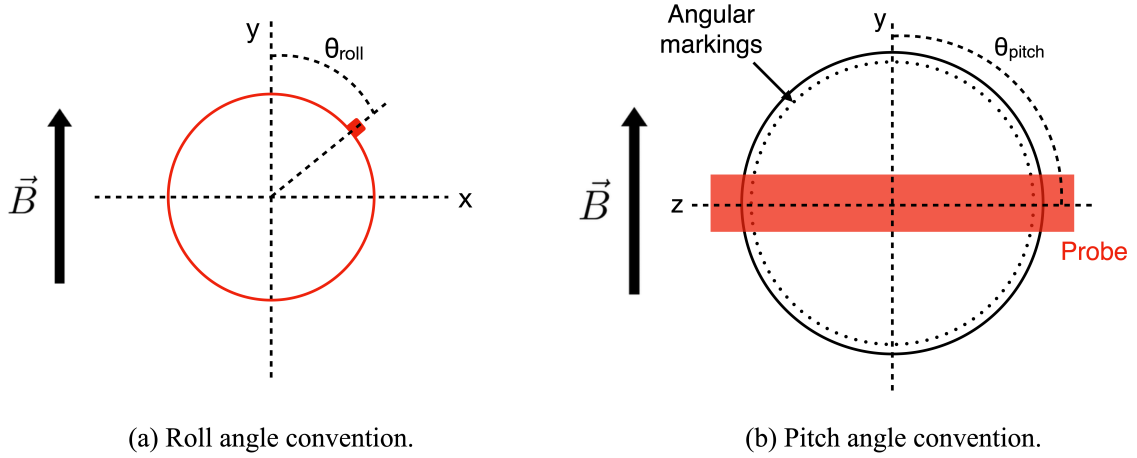 y
θroll
B⃗
x
(a) Roll angle convention.
Angular
markings
y
θpitch
B⃗
z
Probe
(b) Pitch angle convention.